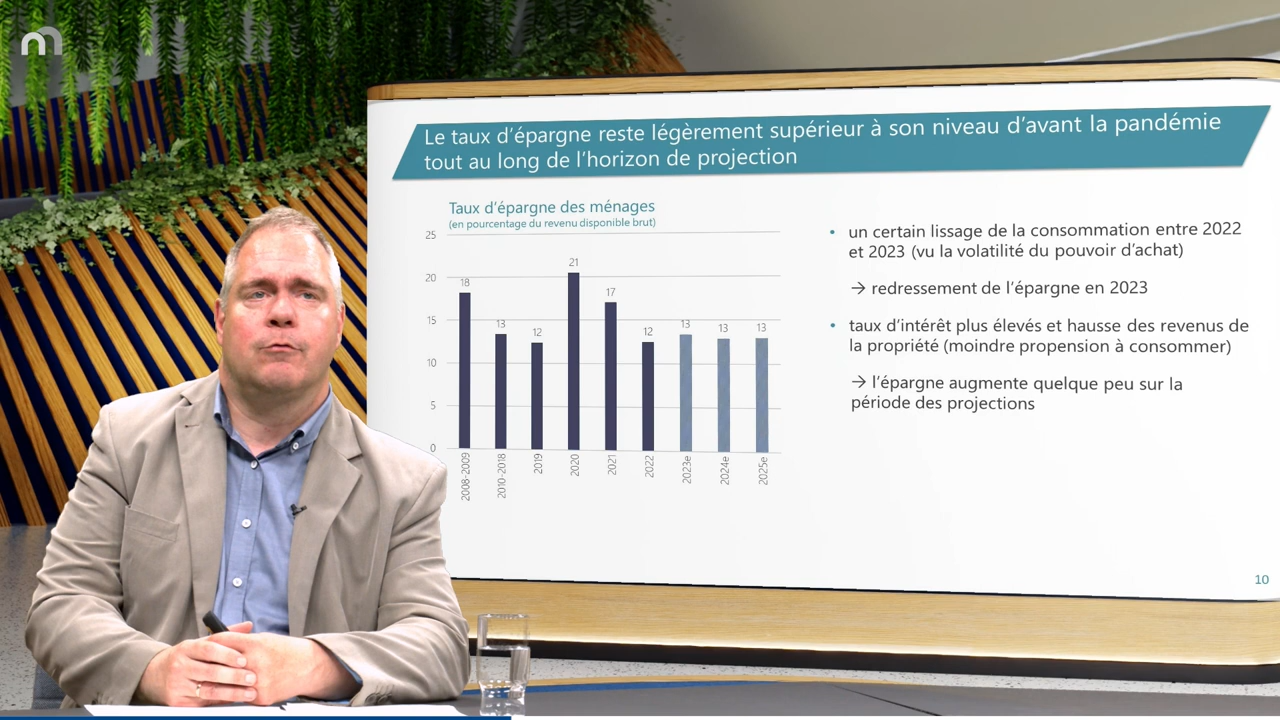 Le taux d'épargne reste légèrement supérieur à son niveau d'avant la pandémie
tout au long de l'horizon de projection
Taux d'épargne des ménages
(en pourcentage du revenu disponible brut)
25
20
15
10
5
0
18
13
12
21
17
12
13
13
13
2008-2009
2010-2018
2019
2020
2021
2022
2023e
2024e
2025e
• un certain lissage de la consommation entre 2022
et 2023 (vu la volatilité du pouvoir d'achat)
→ redressement de l'épargne en 2023
• taux d'intérêt plus élevés et hausse des revenus de
la propriété (moindre propension à consommer)
→ l'épargne augmente quelque peu sur la
période des projections
10